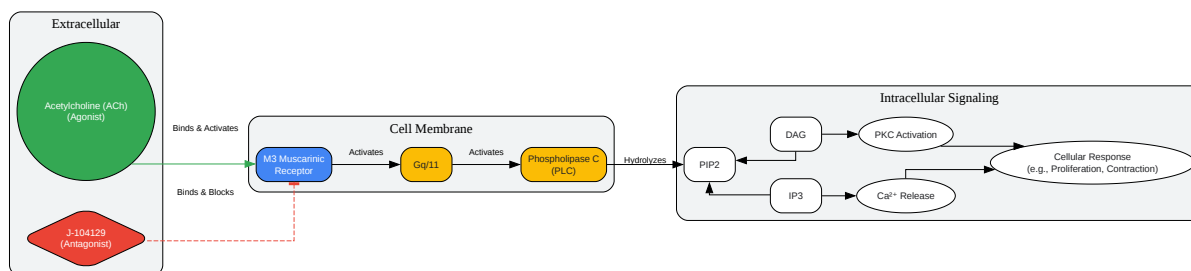 Extracellular
Acetylcholine (ACh)
(Agonist)
J-104129
(Antagonist)
Binds & Activates
Binds & Blocks
Cell Membrane
M3 Muscarinic
Receptor
Activates
Gq/11
Activates
Phospholipase C
(PLC)
Hydrolyzes
Intracellular Signaling
PIP2
DAG
IP3
PKC Activation
Ca²⁺ Release
Cellular Response
(e.g., Proliferation, Contraction)